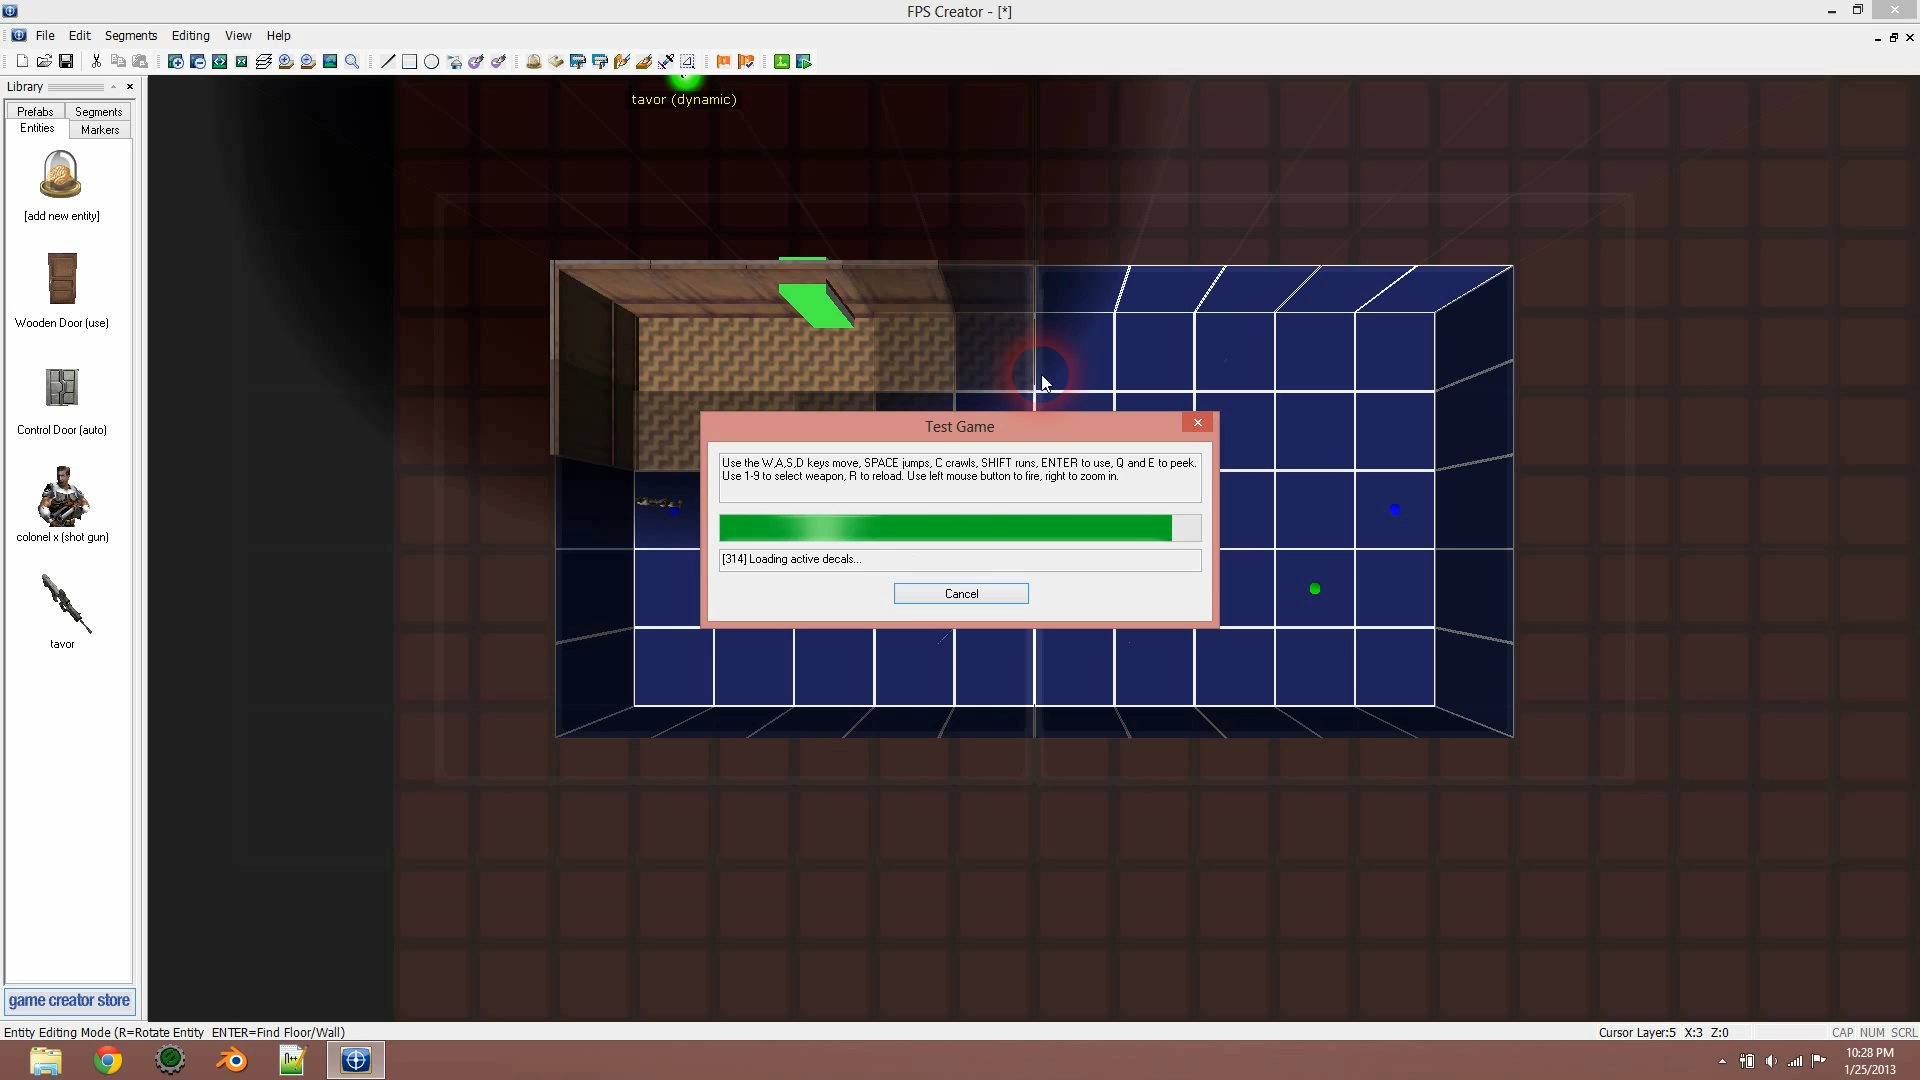 FPS Creator - [*]
File Edit Segments Editing View Help
Library
Prefabs Segments
Entities Markers
[add new entity]
Wooden Door (use)
Control Door (auto)
colonel x (shot gun)
tavor
game creator store
tavor (dynamic)
Test Game
Use the W,A,S,D keys move, SPACE jumps, C crawls, SHIFT runs, ENTER to use, Q and E to peek.
Use 1-9 to select weapon, R to reload. Use left mouse button to fire, right to zoom in.
[314] Loading active decals...
Cancel
Entity Editing Mode (R=Rotate Entity ENTER=Find Floor/Wall)
Cursor Layer:5 X:3 Z:0
CAP NUM SCRL
10:28 PM
1/25/2013